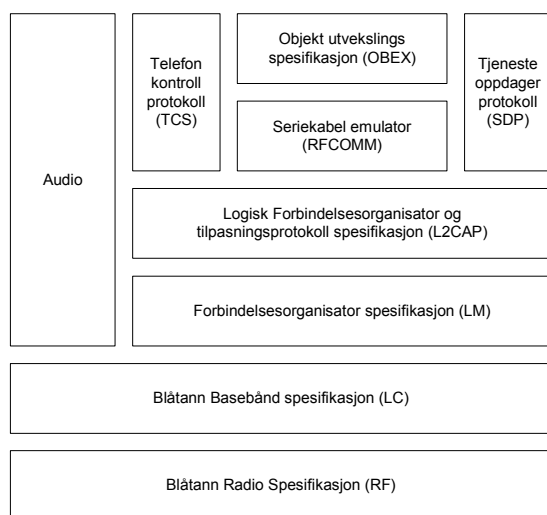 Telefon
kontroll
protokoll
(TCS)
Objekt utvekslings
spesifikasjon (OBEX)
Tjeneste
oppdager
protokoll
(SDP)
Seriekabel emulator
(RFCOMM)
Audio
Logisk Forbindelsesorganisator og
tilpasningsprotokoll spesifikasjon (L2CAP)
Forbindelsesorganisator spesifikasjon (LM)
Blåtann Basebånd spesifikasjon (LC)
Blåtann Radio Spesifikasjon (RF)